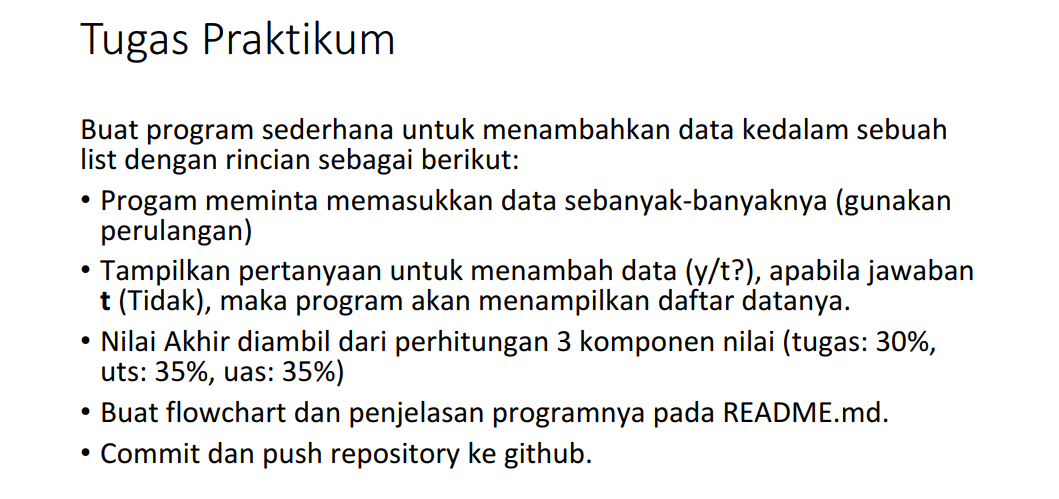 Tugas Praktikum
Buat program sederhana untuk menambahkan data kedalam sebuah
list dengan rincian sebagai berikut:
• Progam meminta memasukkan data sebanyak-banyaknya (gunakan
perulangan)
• Tampilkan pertanyaan untuk menambah data (y/t?), apabila jawaban
t (Tidak), maka program akan menampilkan daftar datanya.
• Nilai Akhir diambil dari perhitungan 3 komponen nilai (tugas: 30%,
uts: 35%, uas: 35%)
• Buat flowchart dan penjelasan programnya pada README.md.
• Commit dan push repository ke github.